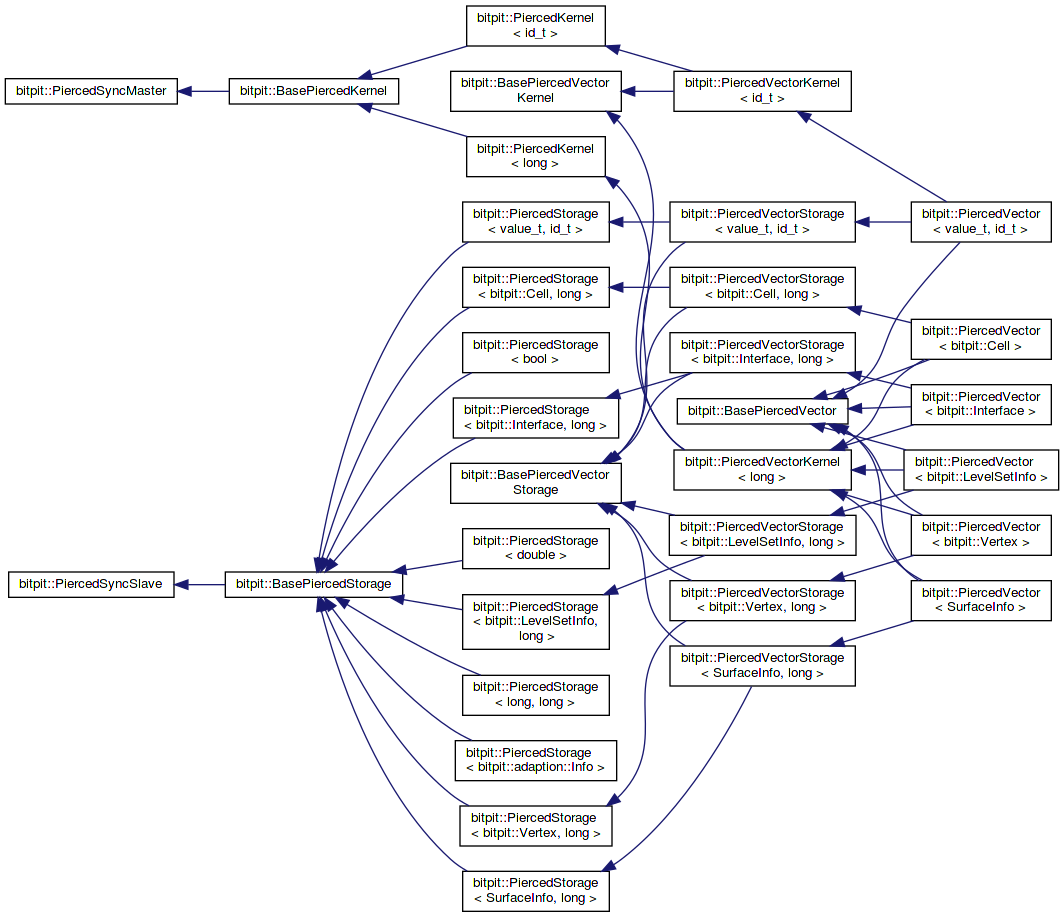 bitpit::PiercedSyncMaster
bitpit::PiercedSyncSlave
bitpit::BasePiercedKernel
bitpit::BasePiercedStorage
bitpit::PiercedKernel
< id_t >
bitpit::BasePiercedVector
Kernel
bitpit::PiercedKernel
< long >
bitpit::PiercedStorage
< value_t, id_t >
bitpit::PiercedStorage
< bitpit::Cell, long >
bitpit::PiercedStorage
< bool >
bitpit::PiercedStorage
< bitpit::Interface, long >
bitpit::BasePiercedVector
Storage
bitpit::PiercedStorage
< double >
bitpit::PiercedStorage
< bitpit::LevelSetInfo,
long >
bitpit::PiercedStorage
< long, long >
bitpit::PiercedStorage
< bitpit::adaption::Info >
bitpit::PiercedStorage
< bitpit::Vertex, long >
bitpit::PiercedStorage
< SurfaceInfo, long >
bitpit::PiercedVectorKernel
< id_t >
bitpit::PiercedVectorStorage
< value_t, id_t >
bitpit::PiercedVectorStorage
< bitpit::Cell, long >
bitpit::PiercedVectorStorage
< bitpit::Interface, long >
bitpit::BasePiercedVector
bitpit::PiercedVectorKernel
< long >
bitpit::PiercedVectorStorage
< bitpit::LevelSetInfo, long >
bitpit::PiercedVectorStorage
< bitpit::Vertex, long >
bitpit::PiercedVectorStorage
< SurfaceInfo, long >
bitpit::PiercedVector
< value_t, id_t >
bitpit::PiercedVector
< bitpit::Cell >
bitpit::PiercedVector
< bitpit::Interface >
bitpit::PiercedVector
< bitpit::LevelSetInfo >
bitpit::PiercedVector
< bitpit::Vertex >
bitpit::PiercedVector
< SurfaceInfo >